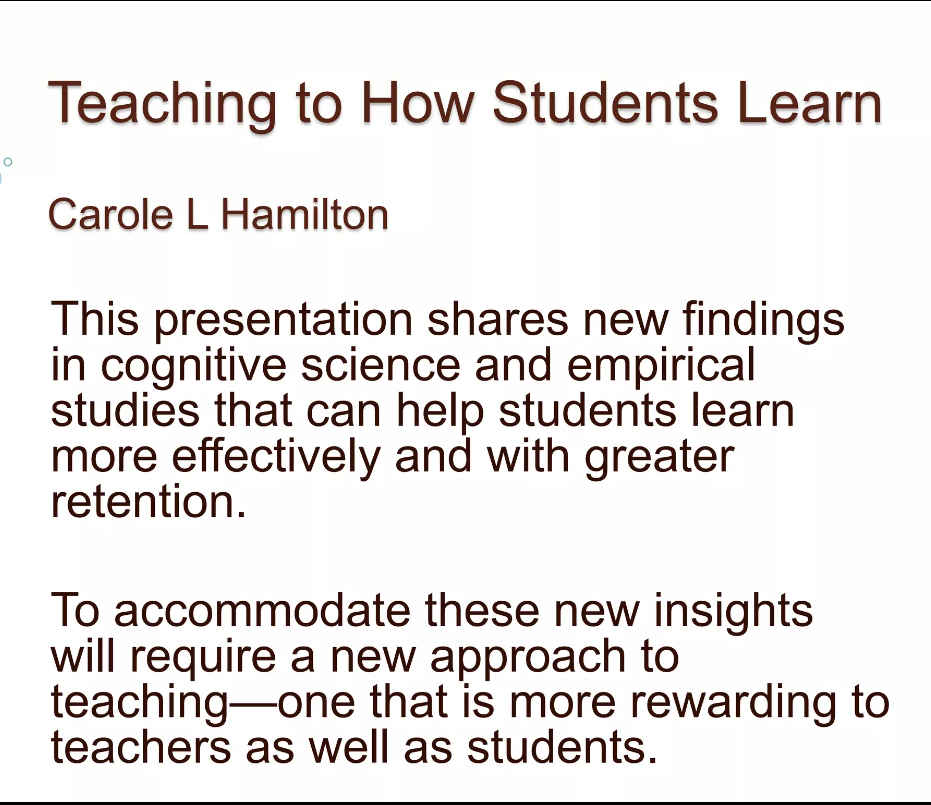 Teaching to How Students Learn
Carole L Hamilton
This presentation shares new findings
in cognitive science and empirical
studies that can help students learn
more effectively and with greater
retention.
To accommodate these new insights
will require a new approach to
teaching—one that is more rewarding to
teachers as well as students.